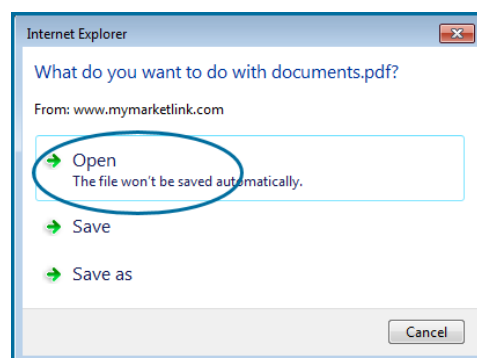 Internet Explorer
What do you want to do with documents.pdf?
From: www.mymarketlink.com
Open
The file won't be saved automatically.
Save
Save as
Cancel